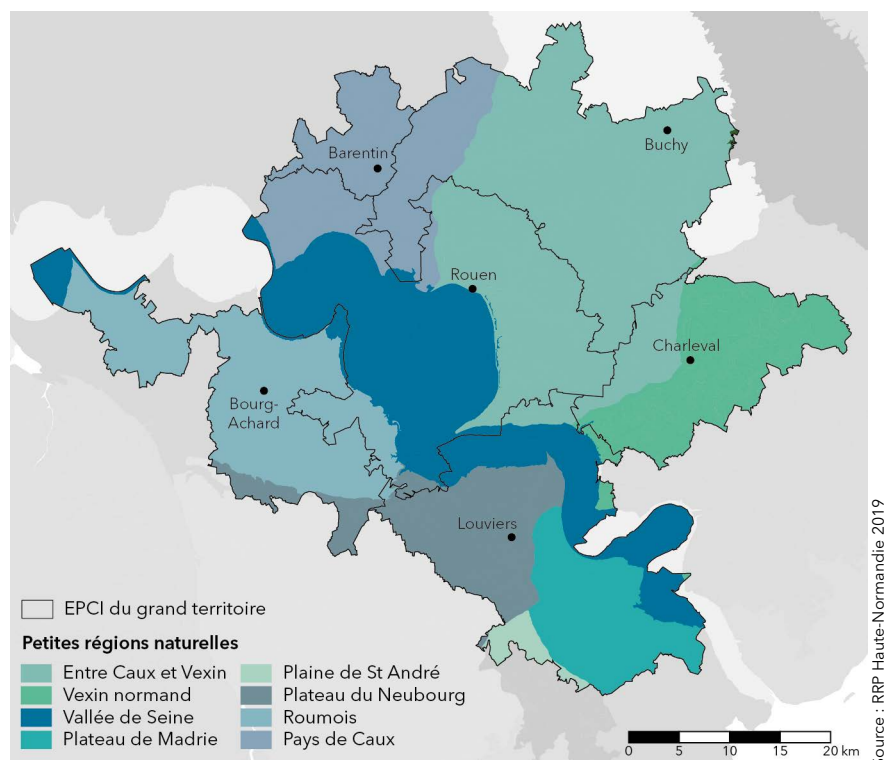 Barentin
Buchy
Rouen
Charleval
Bourg-
Achard
Louviers
EPCI du grand territoire
Petites régions naturelles
Entre Caux et Vexin
Vexin normand
Vallée de Seine
Plateau de Madrie
Plaine de St André
Plateau du Neubourg
Roumois
Pays de Caux
0 5 10 15 20 km
Source : RRP Haute-Normandie 2019